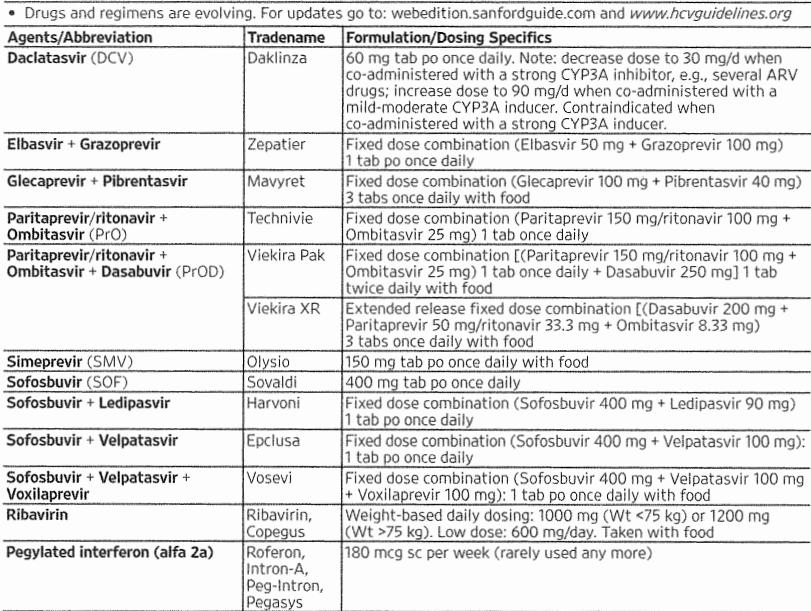 • Drugs and regimens are evolving. For updates go to: webedition.sanfordguide.com and www.hcvguidelines.org
Agents/Abbreviation Tradename Formulation/Dosing Specifics
Daclatasvir (DCV) Daklinza 60 mg tab po once daily. Note: decrease dose to 30 mg/d when
co-administered with a strong CYP3A inhibitor, e.g., several ARV
drugs; increase dose to 90 mg/d when co-administered with a
mild-moderate CYP3A inducer. Contraindicated when
co-administered with a strong CYP3A inducer.
Elbasvir + Grazoprevir Zepatier Fixed dose combination (Elbasvir 50 mg + Grazoprevir 100 mg)
1 tab po once daily
Glecaprevir + Pibrentasvir Mavyret Fixed dose combination (Glecaprevir 100 mg + Pibrentasvir 40 mg)
3 tabs once daily with food
Paritaprevir/ritonavir + Technivie Fixed dose combination (Paritaprevir 150 mg/ritonavir 100 mg +
Ombitasvir (PrO) Ombitasvir 25 mg) 1 tab once daily
Paritaprevir/ritonavir + Viekira Pak Fixed dose combination [(Paritaprevir 150 mg/ritonavir 100 mg +
Ombitasvir + Dasabuvir (PrOD) Ombitasvir 25 mg) 1 tab once daily + Dasabuvir 250 mg] 1 tab
twice daily with food
Viekira XR Extended release fixed dose combination [(Dasabuvir 200 mg +
Paritaprevir 50 mg/ritonavir 33.3 mg + Ombitasvir 8.33 mg)
3 tabs once daily with food
Simeprevir (SMV) Olysio 150 mg tab po once daily with food
Sofosbuvir (SOF) Sovaldi 400 mg tab po once daily
Sofosbuvir + Ledipasvir Harvoni Fixed dose combination (Sofosbuvir 400 mg + Ledipasvir 90 mg)
1 tab po once daily
Sofosbuvir + Velpatasvir Epclusa Fixed dose combination (Sofosbuvir 400 mg + Velpatasvir 100 mg):
1 tab po once daily
Sofosbuvir + Velpatasvir + Vosevi Fixed dose combination (Sofosbuvir 400 mg + Velpatasvir 100 mg
Voxilaprevir + Voxilaprevir 100 mg): 1 tab po once daily with food
Ribavirin Ribavirin, Weight-based daily dosing: 1000 mg (Wt <75 kg) or 1200 mg
Copegus (Wt >75 kg). Low dose: 600 mg/day. Taken with food
Pegylated interferon (alfa 2a) Roferon, 180 mcg sc per week (rarely used any more)
Intron-A,
Peg-Intron,
Pegasys